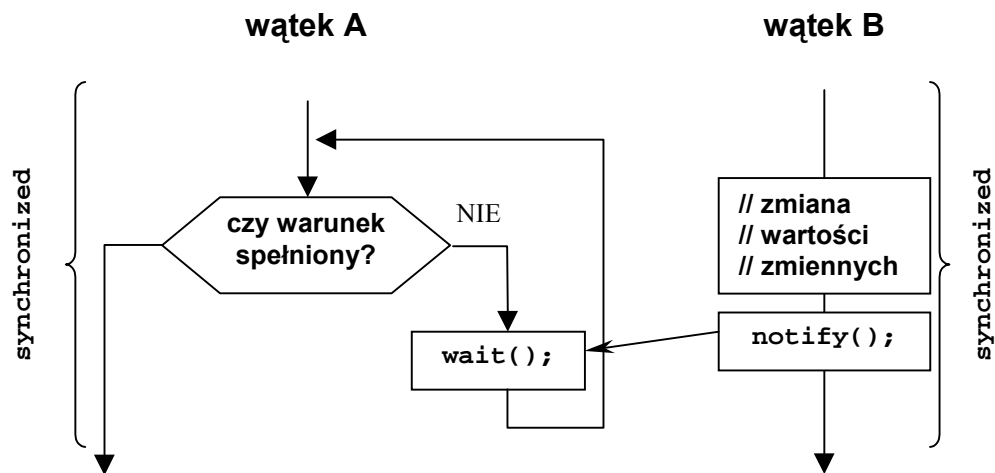 wątek A
wątek B
synchronized
czy warunek
spełniony?
NIE
wait();
// zmiana
// wartości
// zmiennych
notify();
synchronized